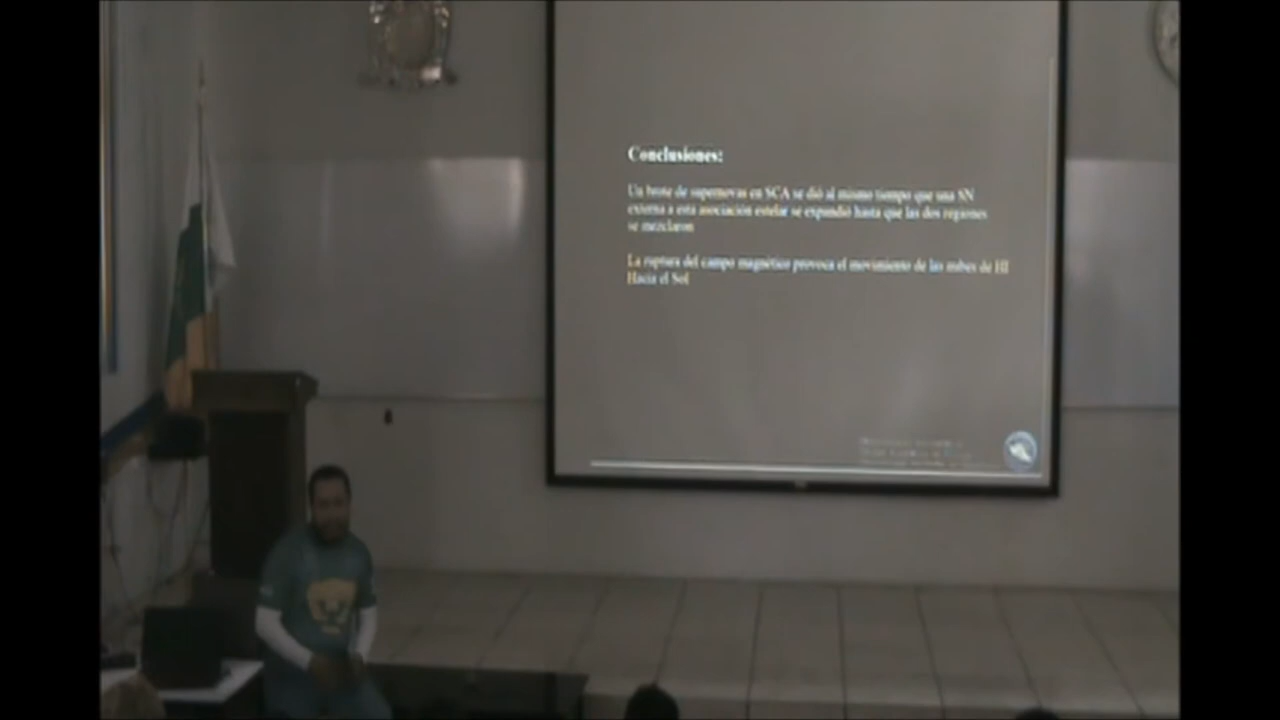 Conclusiones:
Un brote de supernovas en SCA se dió al mismo tiempo que una SN
externa a esta asociación estelar se expandió hasta que las dos regiones
se mezclaron
La ruptura del campo magnético provoca el movimiento de las nubes de HI
Hacia el Sol